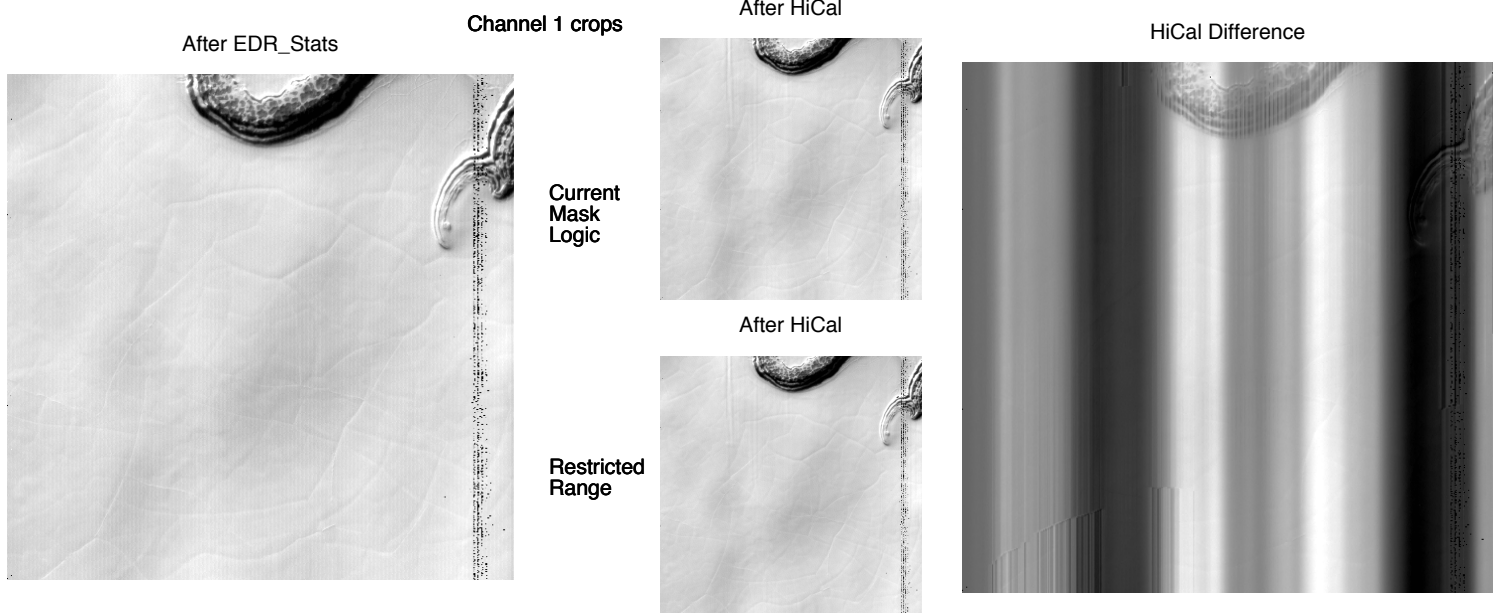 Channel 1 crops
After EDR_Stats
After HiCal
HiCal Difference
Current
Mask
Logic
After HiCal
Restricted
Range